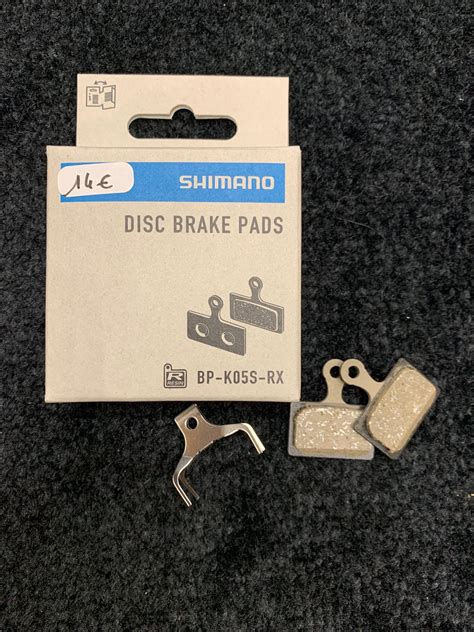 14€
SHIMANO
DISC BRAKE PADS
R
RESIN
BP-K05S-RX